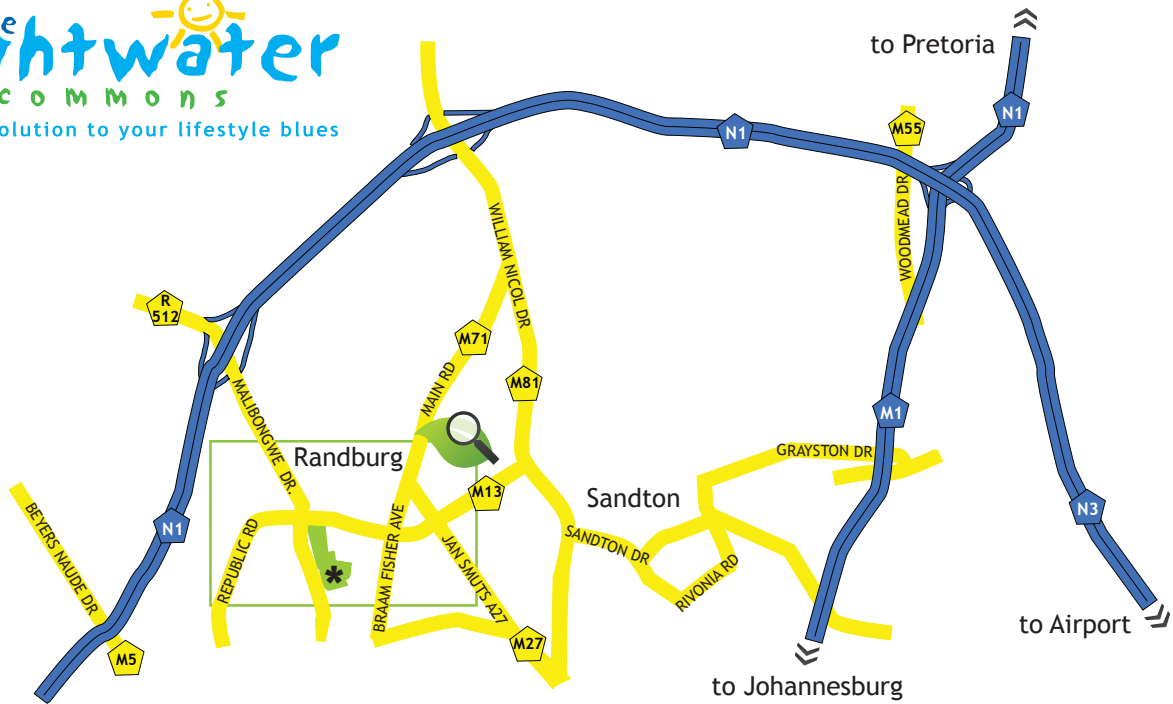 e
htwater
commons
olution to your lifestyle blues
to Pretoria
N1
M55
N1
WOODMEAD DR
WILLIAM NICOL DR
R
512
M71
MAIN RD
M81
M1
MALIBONGWE DR.
Randburg
GRAYSTON DR
M13
Sandton
BEYERS NAUDE DR
N1
N3
REPUBLIC RD
BRAAM FISHER AVE
JAN SMUTS A27
SANDTON DR
RIVONIA RD
*
M5
M27
to Airport
to Johannesburg